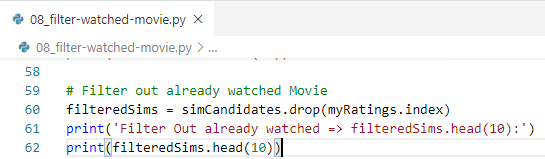 08_filter-watched-movie.py ×
08_filter-watched-movie.py > ...
58
59 # Filter out already watched Movie
60 filteredSims = simCandidates.drop(myRatings.index)
61 print('Filter Out already watched => filteredSims.head(10):')
62 print(filteredSims.head(10))